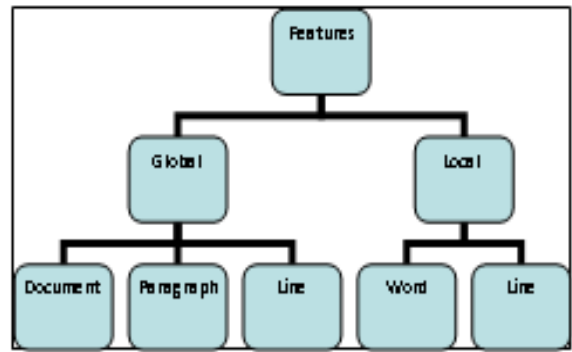 Features
Global
Local
Document
Paragraph
Line
Word
Line